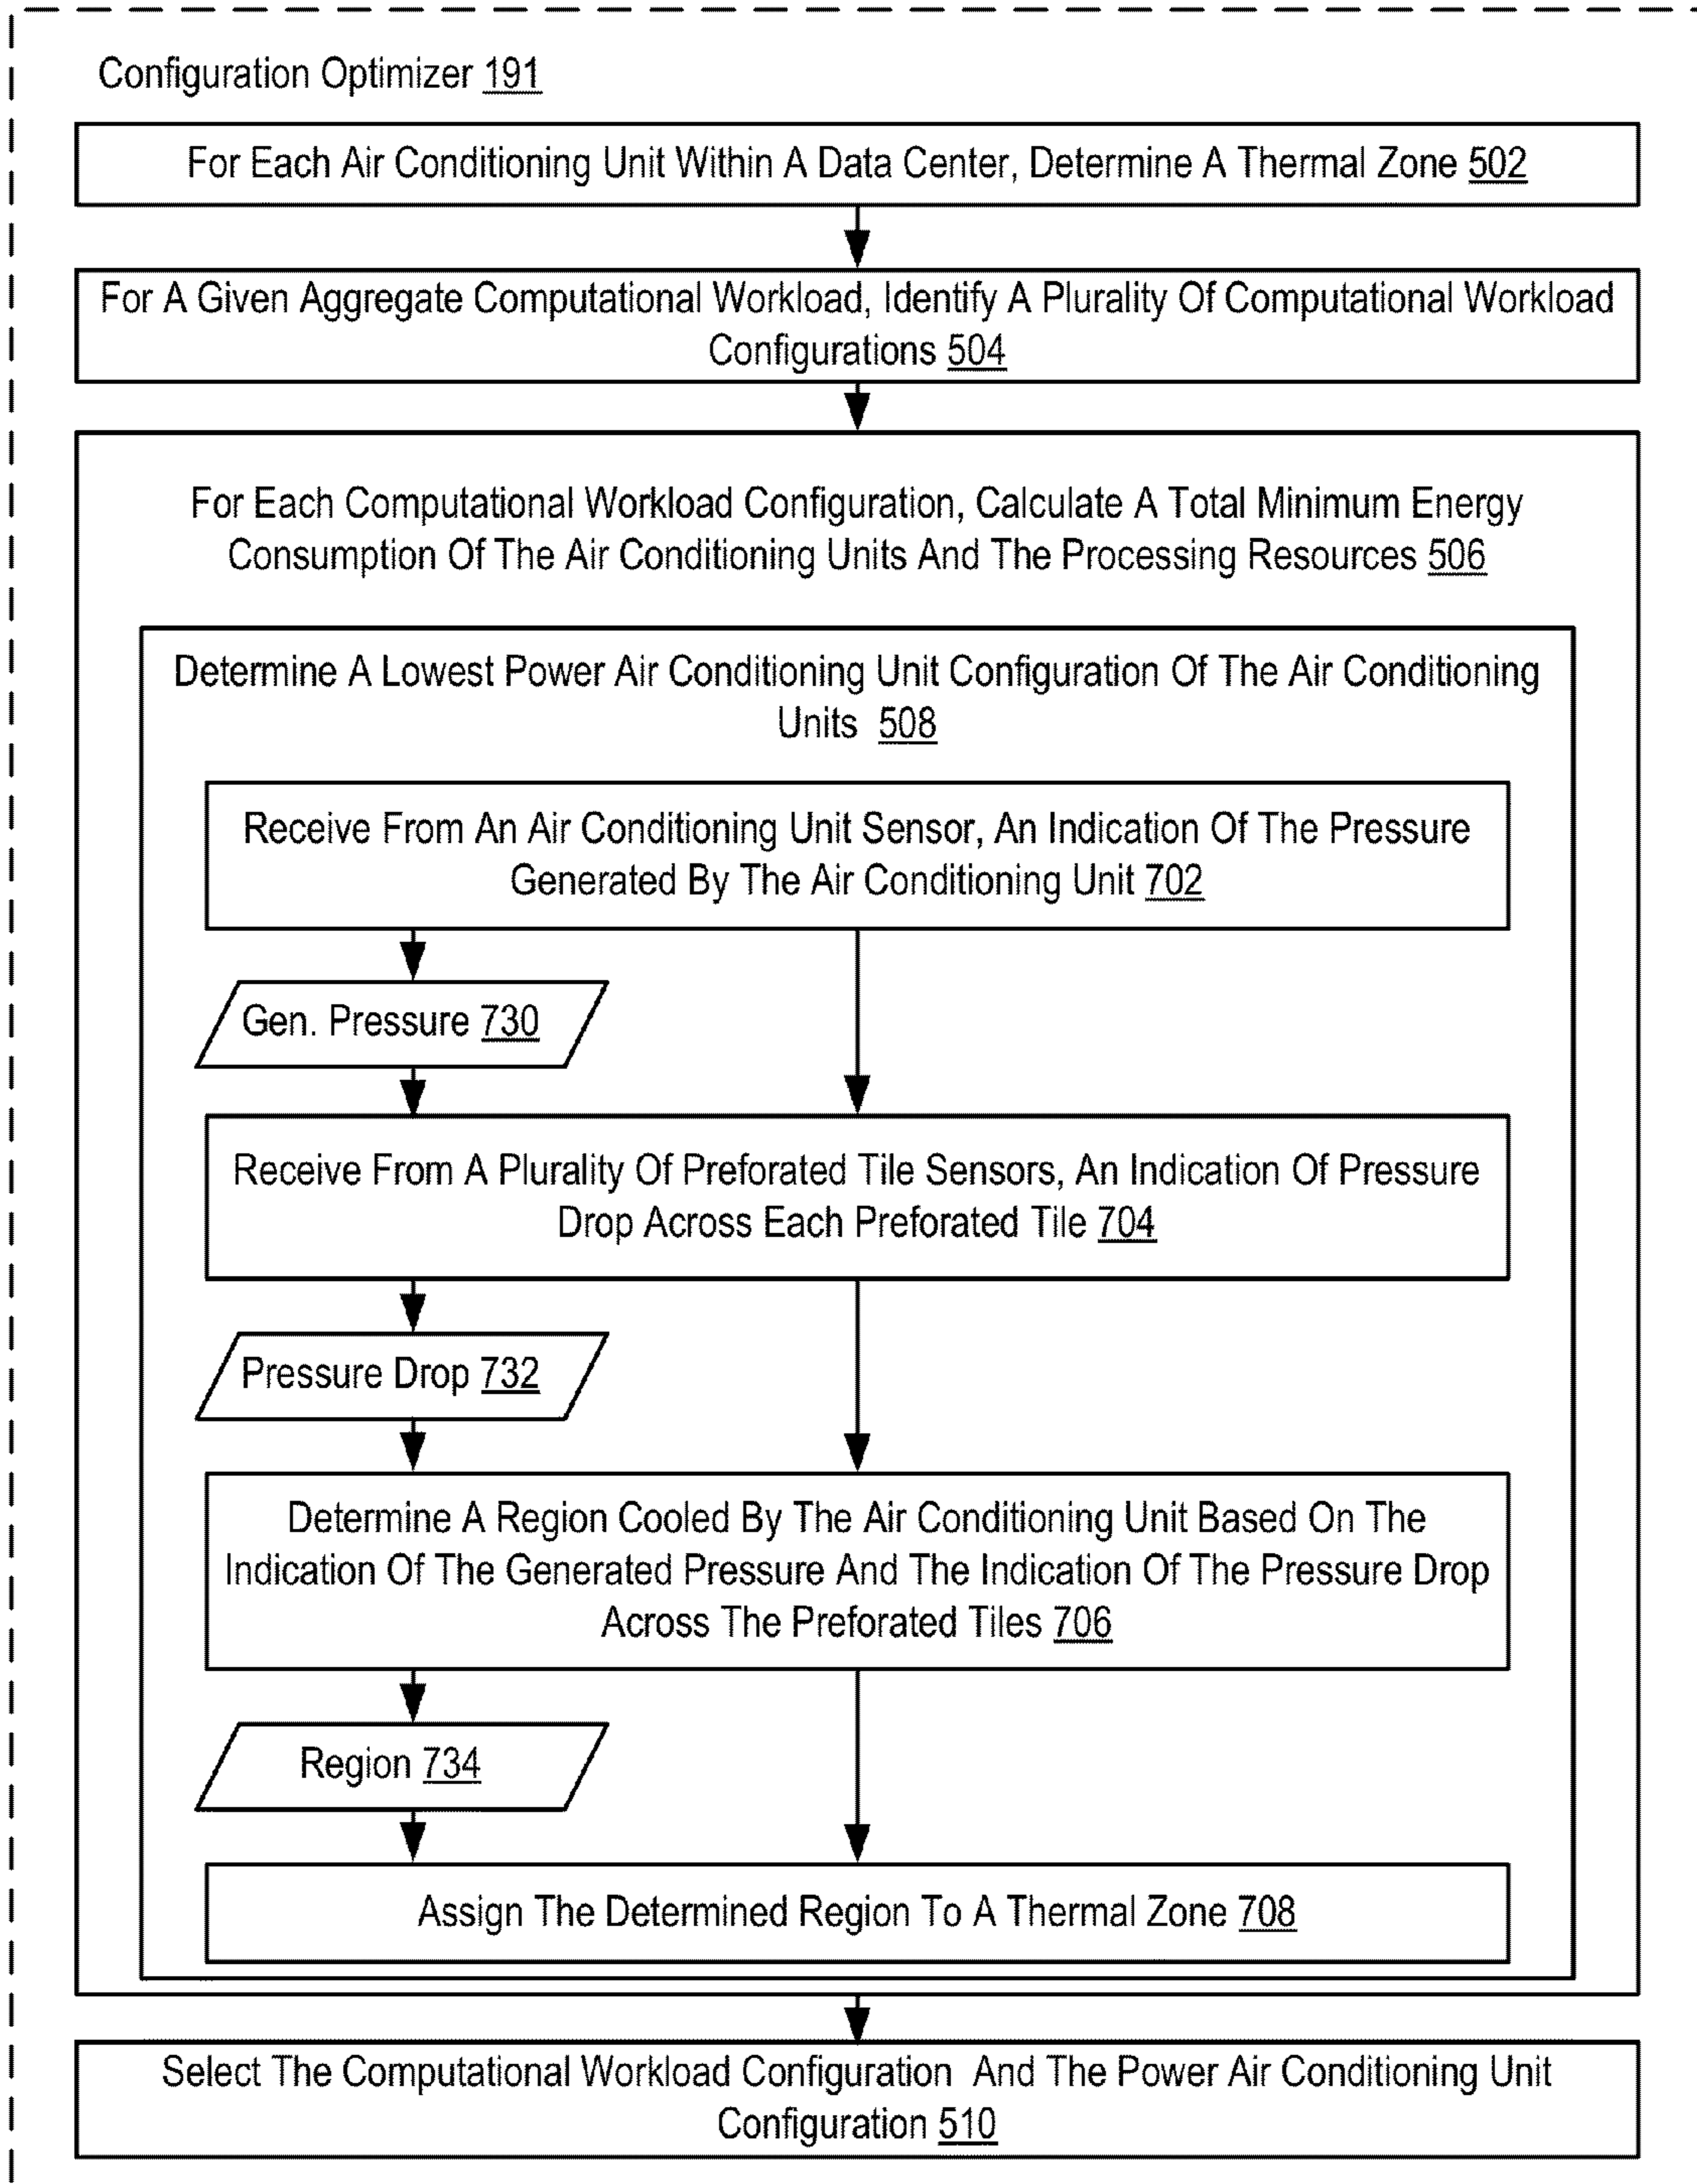 Configuration Optimizer 191
For Each Air Conditioning Unit Within A Data Center, Determine A Thermal Zone 502
For A Given Aggregate Computational Workload, Identify A Plurality Of Computational Workload
Configurations 504
For Each Computational Workload Configuration, Calculate A Total Minimum Energy
Consumption Of The Air Conditioning Units And The Processing Resources 506
Determine A Lowest Power Air Conditioning Unit Configuration Of The Air Conditioning
Units 508
Receive From An Air Conditioning Unit Sensor, An Indication Of The Pressure
Generated By The Air Conditioning Unit 702
Gen. Pressure 730
Receive From A Plurality Of Preforated Tile Sensors, An Indication Of Pressure
Drop Across Each Preforated Tile 704
Pressure Drop 732
Determine A Region Cooled By The Air Conditioning Unit Based On The
Indication Of The Generated Pressure And The Indication Of The Pressure Drop
Across The Preforated Tiles 706
Region 734
Assign The Determined Region To A Thermal Zone 708
Select The Computational Workload Configuration And The Power Air Conditioning Unit
Configuration 510